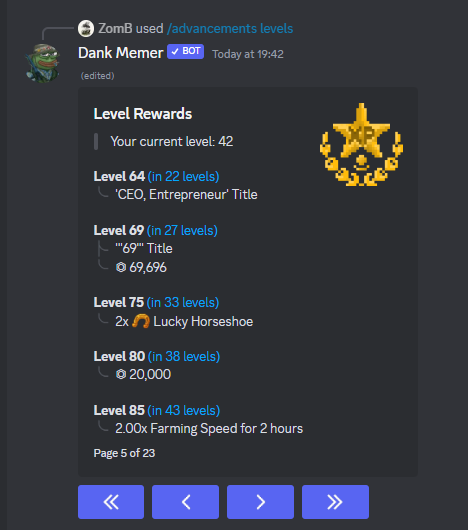 ZomB used /advancements levels
Dank Memer ✓ BOT Today at 19:42
(edited)
Level Rewards
Your current level: 42
XP
Level 64 (in 22 levels)
'CEO, Entrepreneur' Title
Level 69 (in 27 levels)
'"69"' Title
69,696
Level 75 (in 33 levels)
2x Lucky Horseshoe
Level 80 (in 38 levels)
20,000
Level 85 (in 43 levels)
2.00x Farming Speed for 2 hours
Page 5 of 23